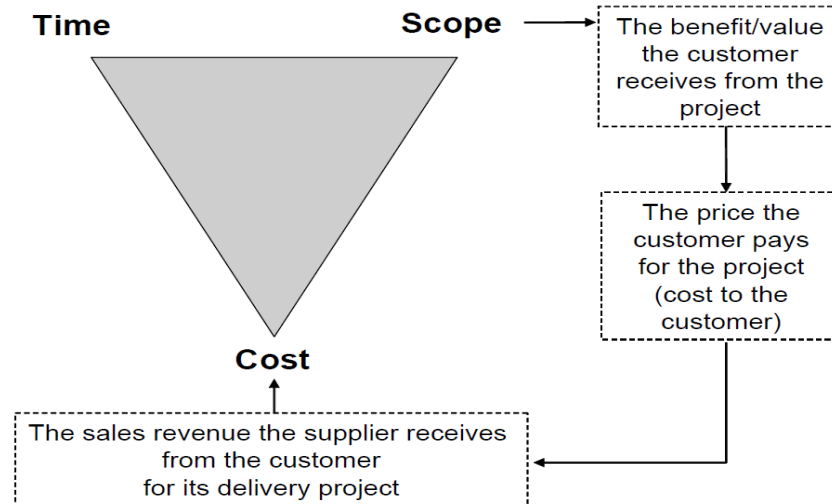 Time
Scope
The benefit/value
the customer
receives from the
project
The price the
customer pays
for the project
(cost to the
customer)
Cost
The sales revenue the supplier receives
from the customer
for its delivery project